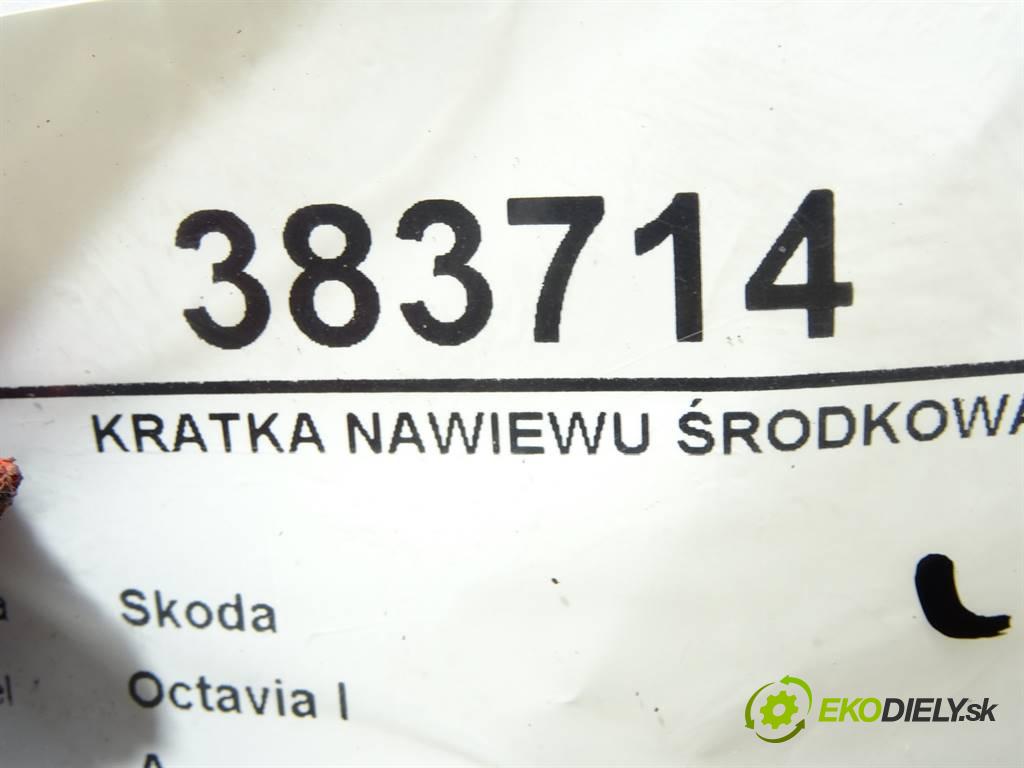 383714
KRATKA NAWIEWU ŚRODKOWA
Skoda
Octavia I
EKODIELY.sk